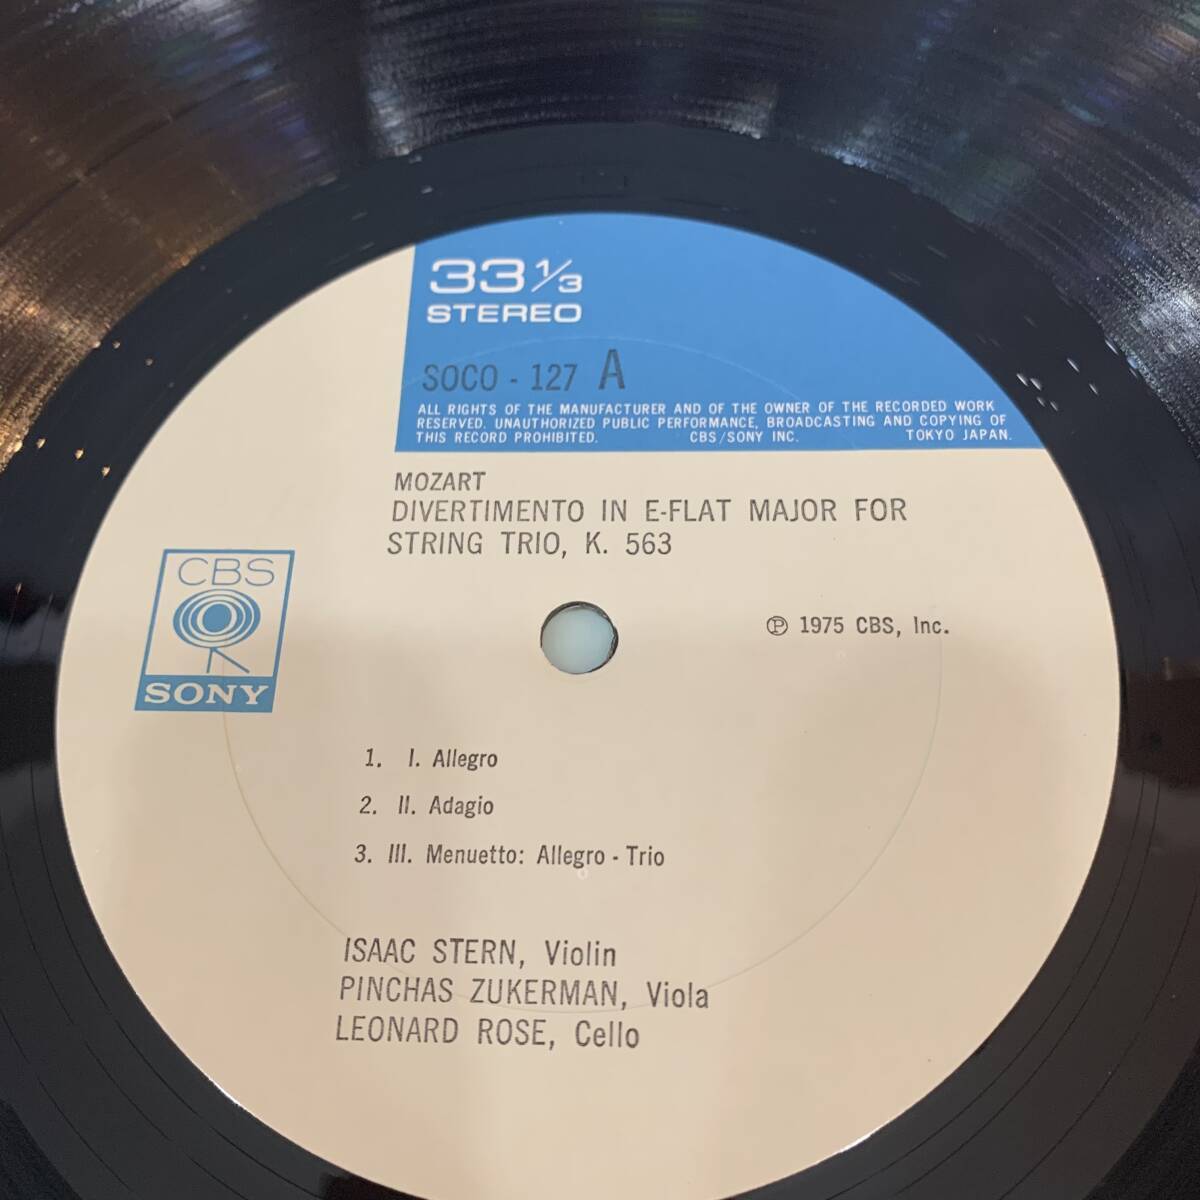 33 1/3
STEREO
SOCO - 127 A
ALL RIGHTS OF THE MANUFACTURER AND OF THE OWNER OF THE RECORDED WORK
RESERVED. UNAUTHORIZED PUBLIC PERFORMANCE, BROADCASTING AND COPYING OF
THIS RECORD PROHIBITED. CBS/SONY INC. TOKYO JAPAN.
MOZART
DIVERTIMENTO IN E-FLAT MAJOR FOR
STRING TRIO, K. 563
CBS
SONY
℗ 1975 CBS, Inc.
1. I. Allegro
2. II. Adagio
3. III. Menuetto: Allegro - Trio
ISAAC STERN, Violin
PINCHAS ZUKERMAN, Viola
LEONARD ROSE, Cello